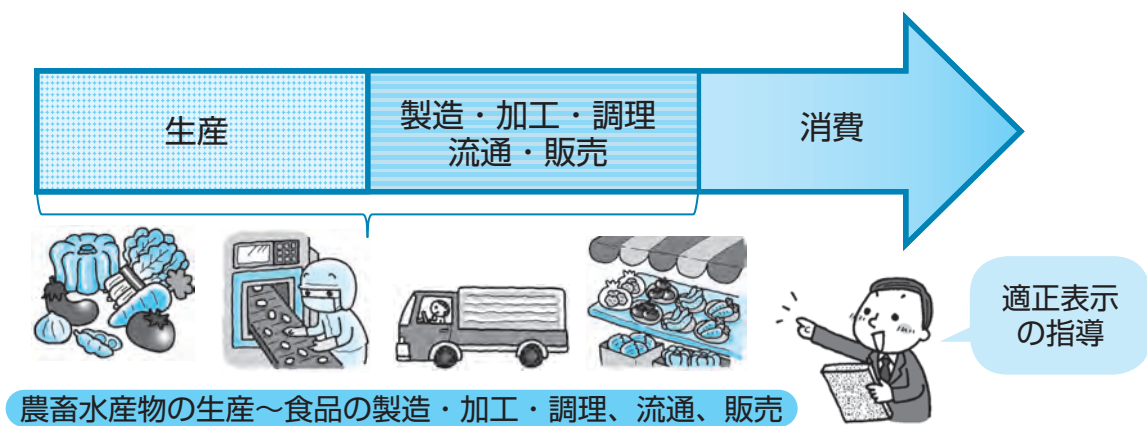 生産
製造・加工・調理
流通・販売
消費
適正表示
の指導
農畜水産物の生産～食品の製造・加工・調理、流通、販売